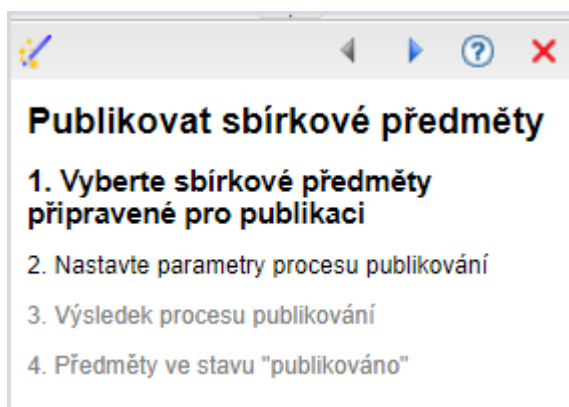 Publikovat sbírkové předměty
1. Vyberte sbírkové předměty
připravené pro publikaci
2. Nastavte parametry procesu publikování
3. Výsledek procesu publikování
4. Předměty ve stavu "publikováno"